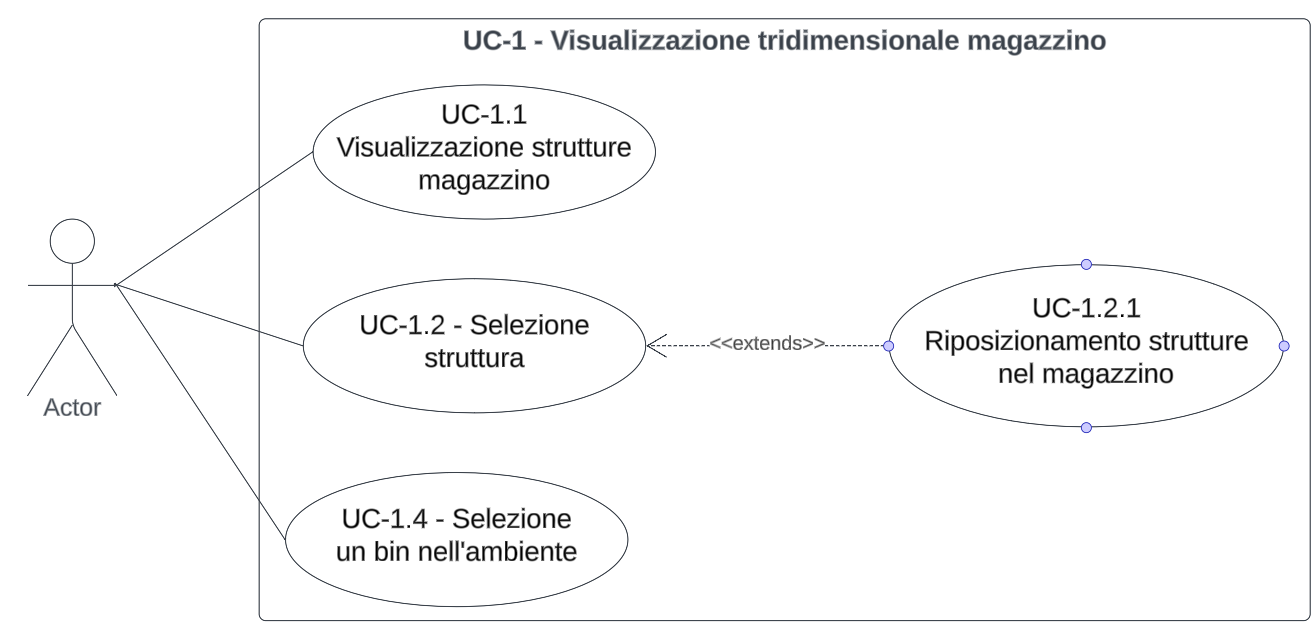 UC-1 - Visualizzazione tridimensionale magazzino
UC-1.1
Visualizzazione strutture
magazzino
UC-1.2 - Selezione
struttura
<<extends>>
UC-1.2.1
Riposizionamento strutture
nel magazzino
Actor
UC-1.4 - Selezione
un bin nell'ambiente